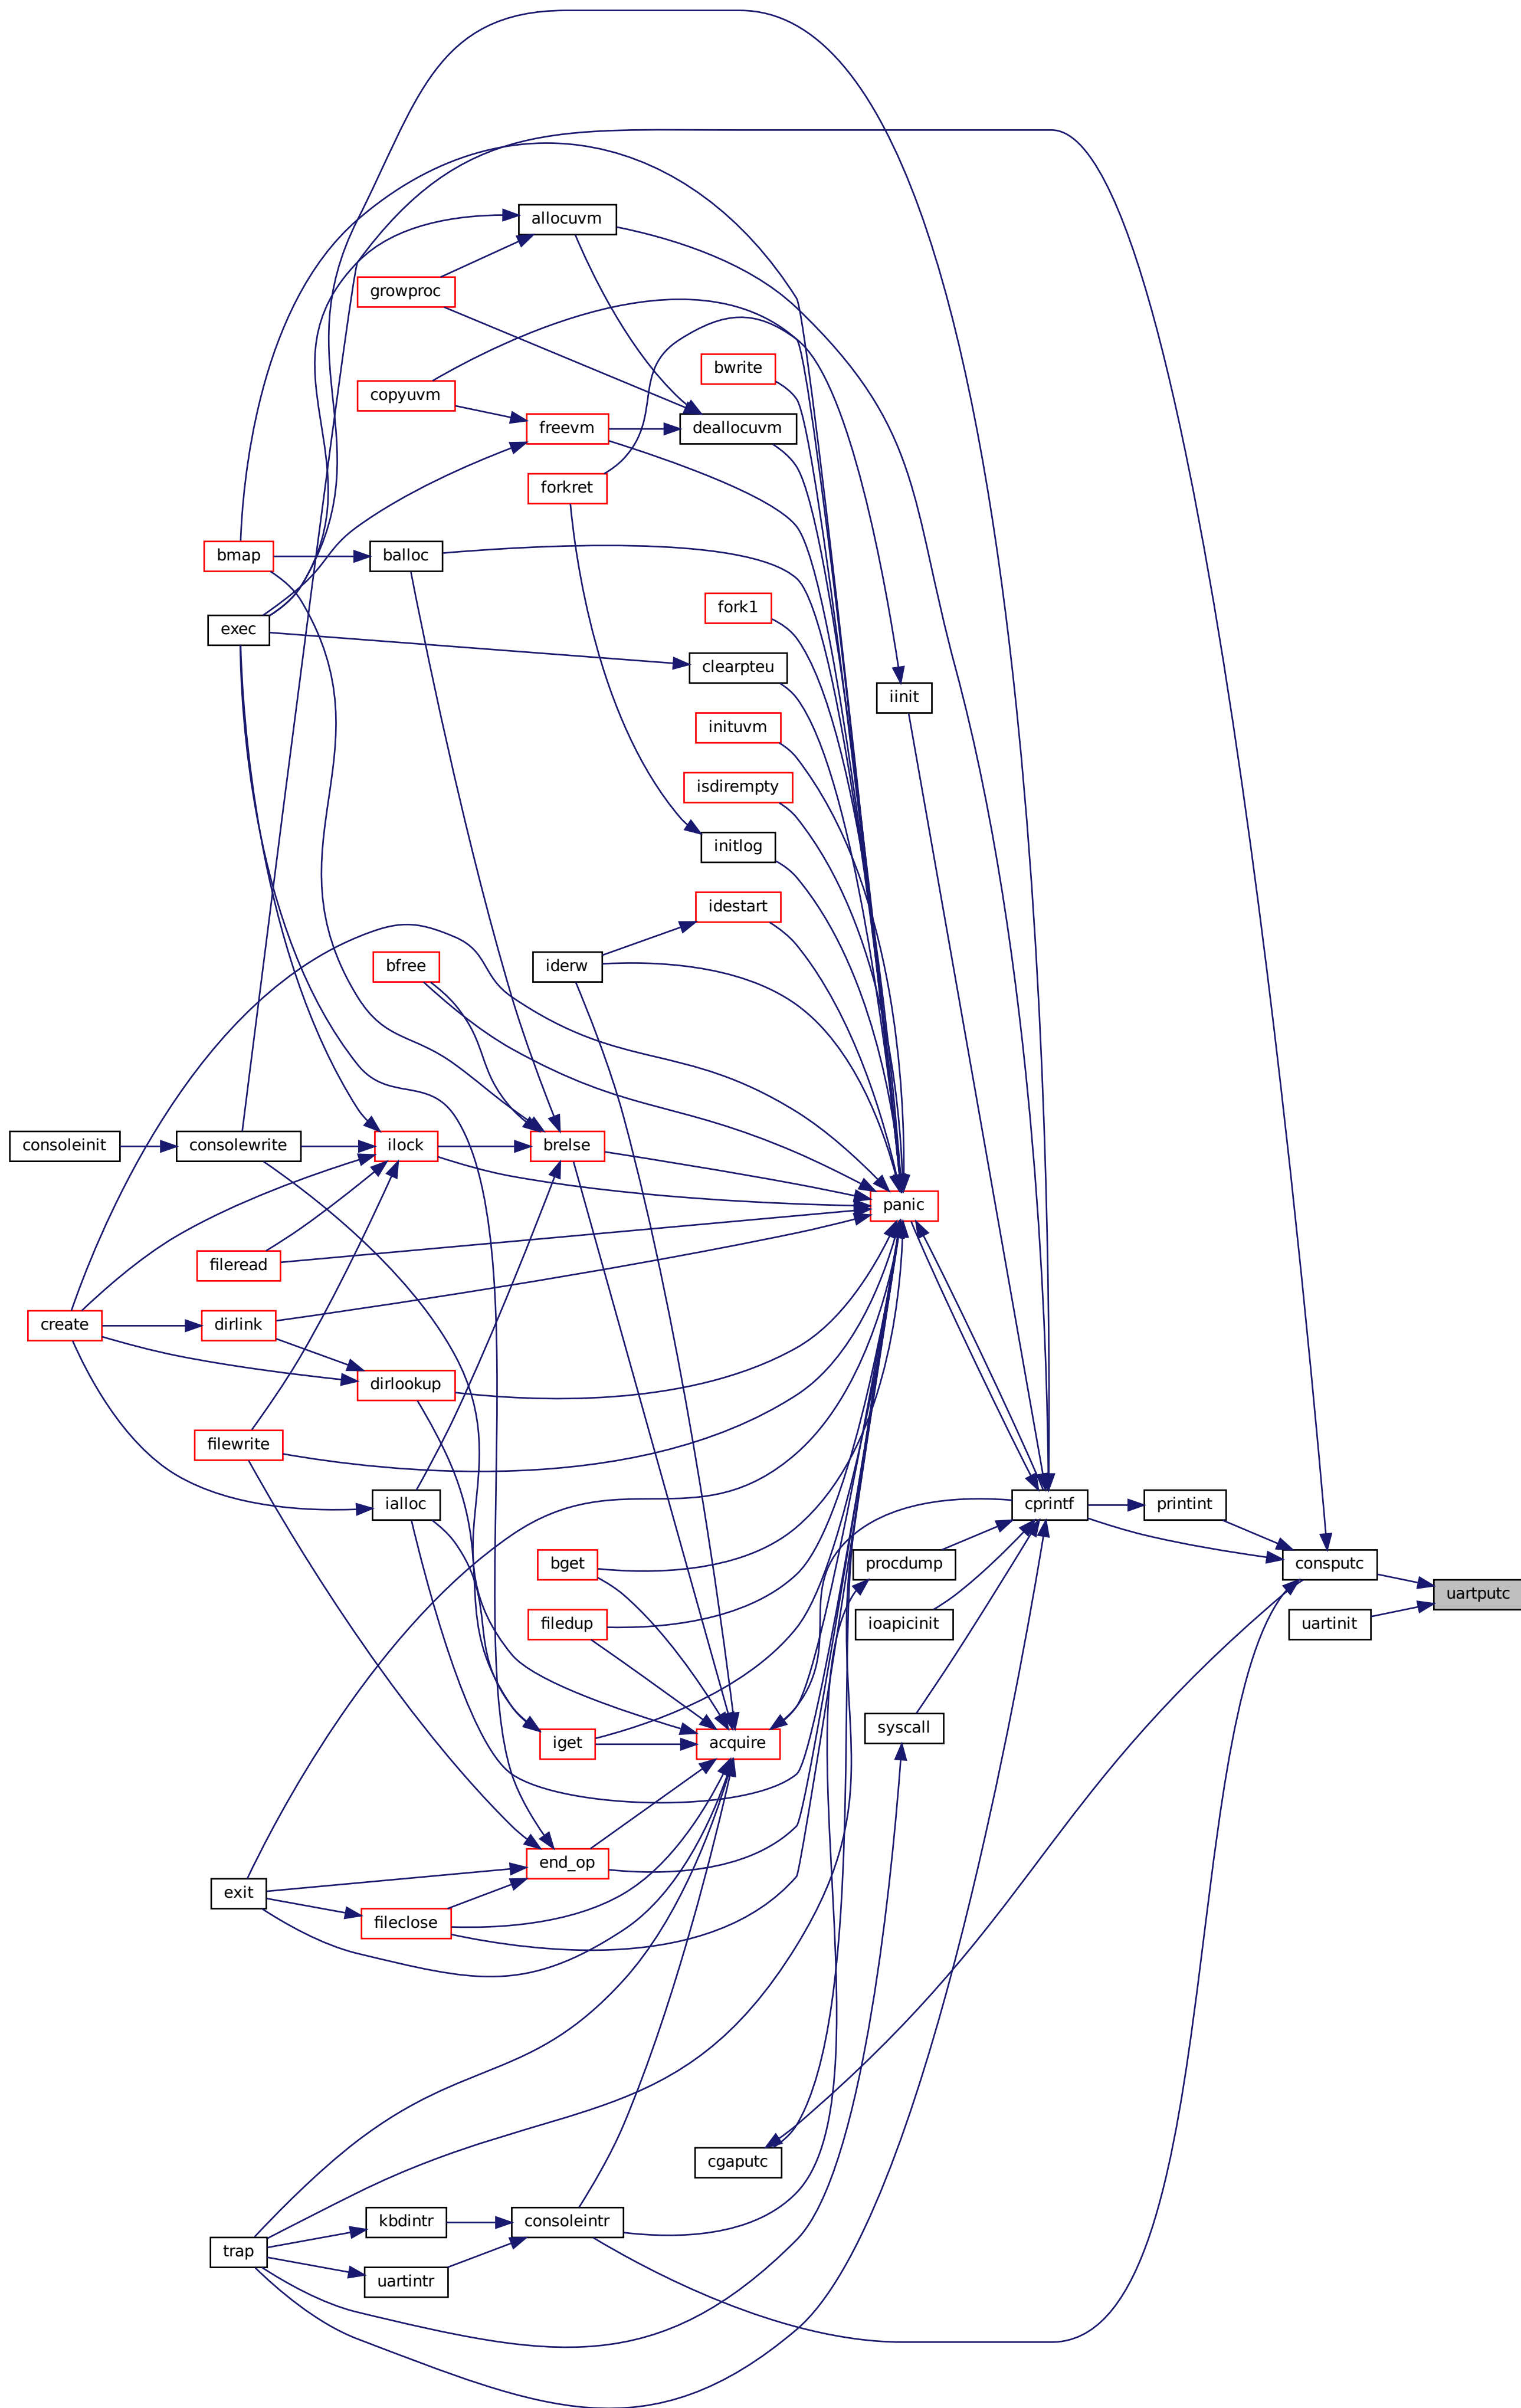 allocuvm
growproc
bwrite
copyuvm
deallocuvm
freevm
forkret
bmap
balloc
fork1
exec
clearpteu
iinit
inituvm
isdirempty
initlog
idestart
bfree
iderw
consoleinit
consolewrite
ilock
brelse
panic
fileread
create
dirlink
dirlookup
filewrite
ialloc
cprintf
printint
bget
procdump
consputc
uartputc
filedup
ioapicinit
uartinit
syscall
iget
acquire
end_op
exit
fileclose
cgaputc
kbdintr
consoleintr
trap
uartintr